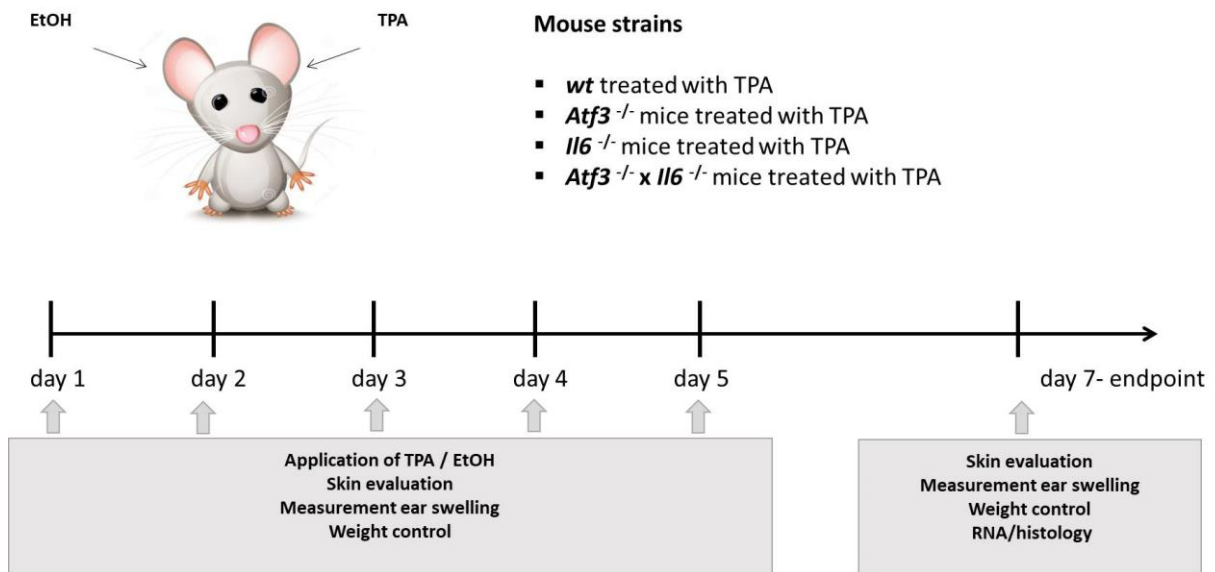 EtOH
TPA
Mouse strains
▪ wt treated with TPA
▪ Atf3 -/- mice treated with TPA
▪ Il6 -/- mice treated with TPA
▪ Atf3 -/- x Il6 -/- mice treated with TPA
day 1
day 2
day 3
day 4
day 5
day 7- endpoint
Application of TPA / EtOH
Skin evaluation
Measurement ear swelling
Weight control
Skin evaluation
Measurement ear swelling
Weight control
RNA/histology